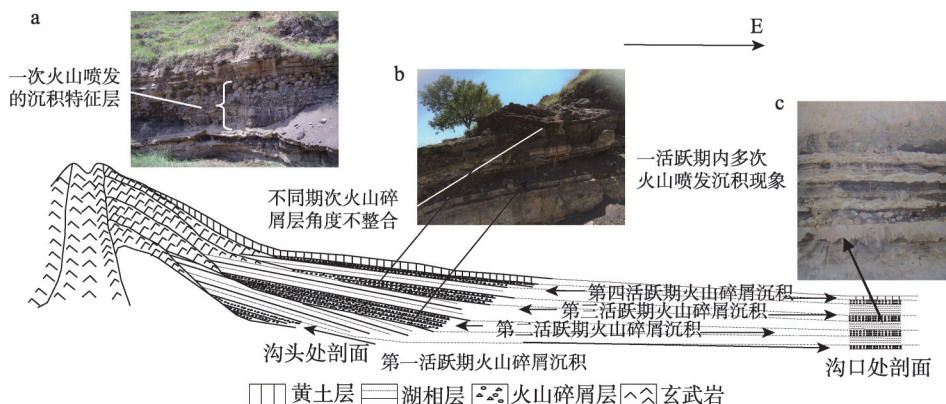 a
E
一次火山喷发
的沉积特征层
b
c
不同期次火山碎
屑层角度不整合
一活跃期内多次
火山喷发沉积现象
第四活跃期火山碎屑沉积
第三活跃期火山碎屑沉积
第二活跃期火山碎屑沉积
沟头处剖面
第一活跃期火山碎屑沉积
沟口处剖面
黄土层 湖相层 火山碎屑层 玄武岩